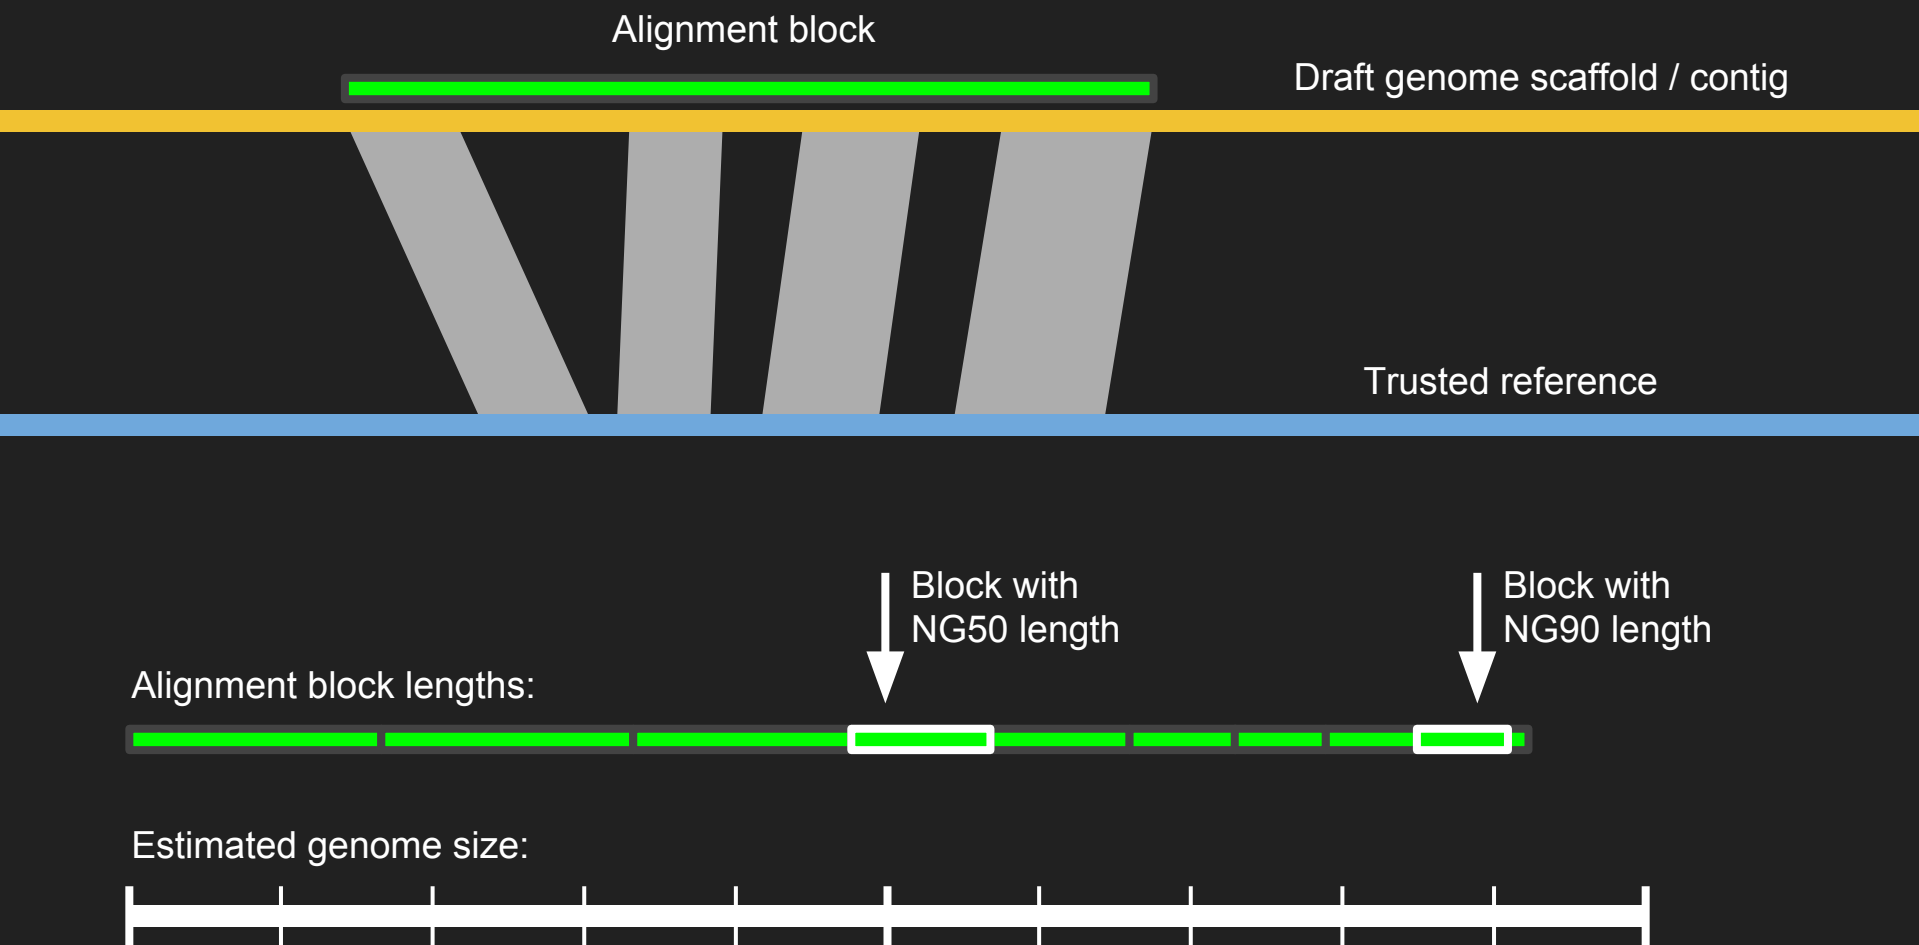 Alignment block
Draft genome scaffold / contig
Trusted reference
Block with
NG50 length
Block with
NG90 length
Alignment block lengths:
Estimated genome size: